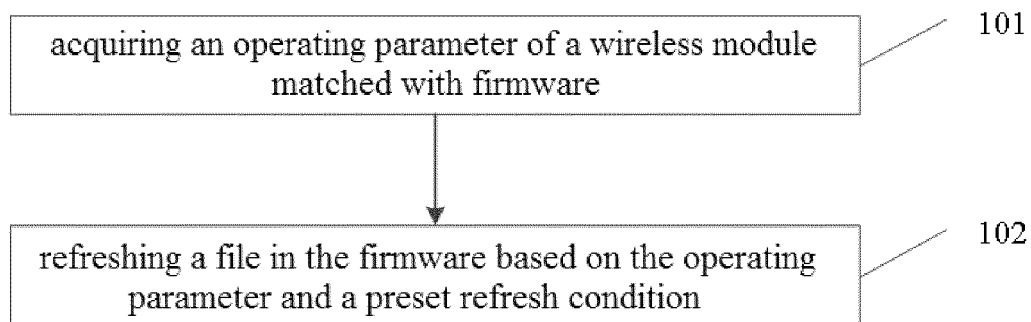 acquiring an operating parameter of a wireless module
matched with firmware
101
refreshing a file in the firmware based on the operating
parameter and a preset refresh condition
102